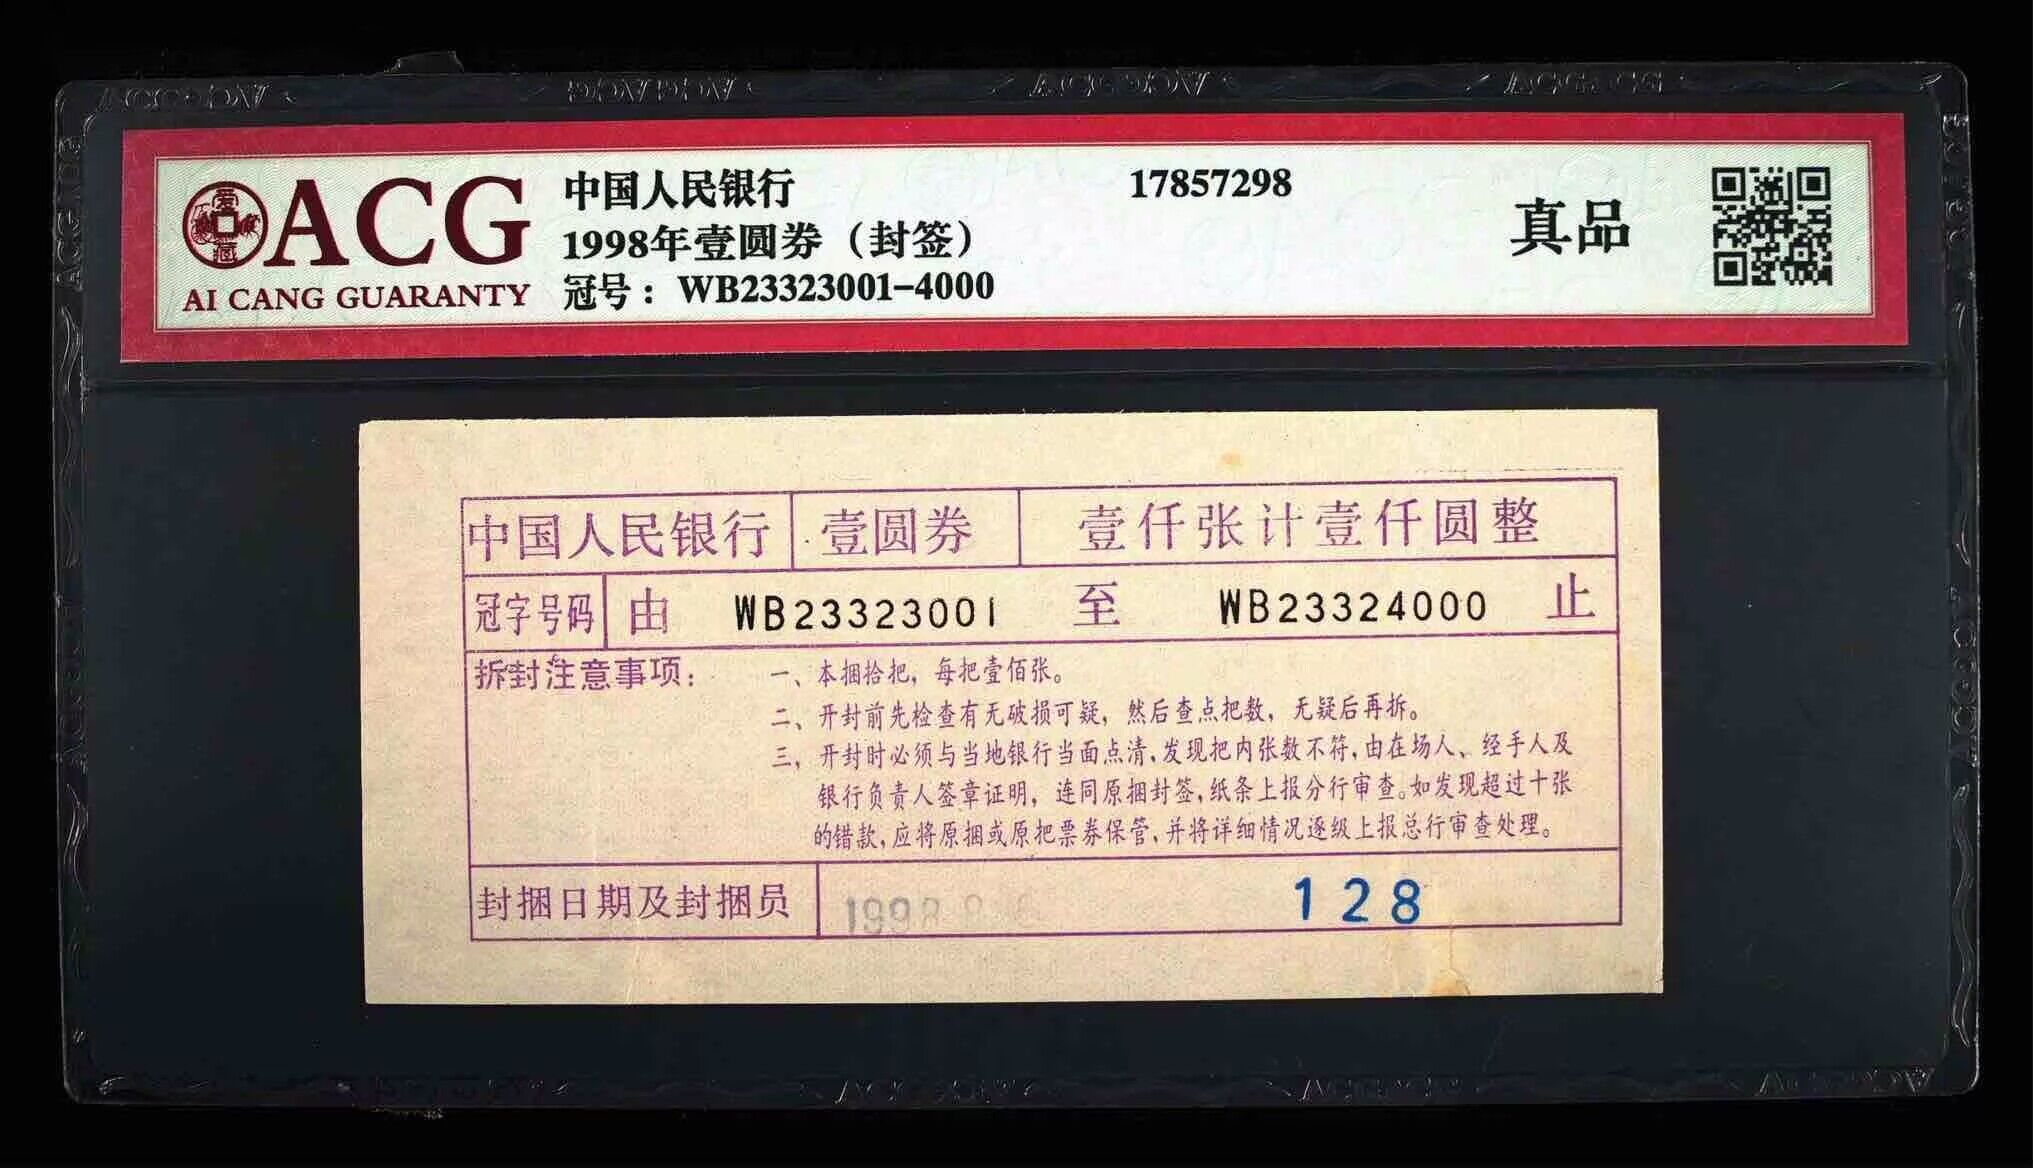 ACG
AI CANG GUARANTY
中国人民银行
1998年壹圆券（封签）
冠号：WB23323001-4000
17857298
真品
中国人民银行 壹圆券 壹仟张计壹仟圆整
冠字号码 由 WB23323001 至 WB23324000 止
拆封注意事项：
一、本捆拾把，每把壹佰张。
二、开封前先检查有无破损可疑，然后查点把数，无疑后再拆。
三，开封时必须与当地银行当面点清，发现把内张数不符，由在场人、经手人及
银行负责人签章证明，连同原捆封签，纸条上报分行审查。如发现超过十张
的错款，应将原捆或原把票券保管，并将详细情况逐级上报总行审查处理。
封捆日期及封捆员 1998 128